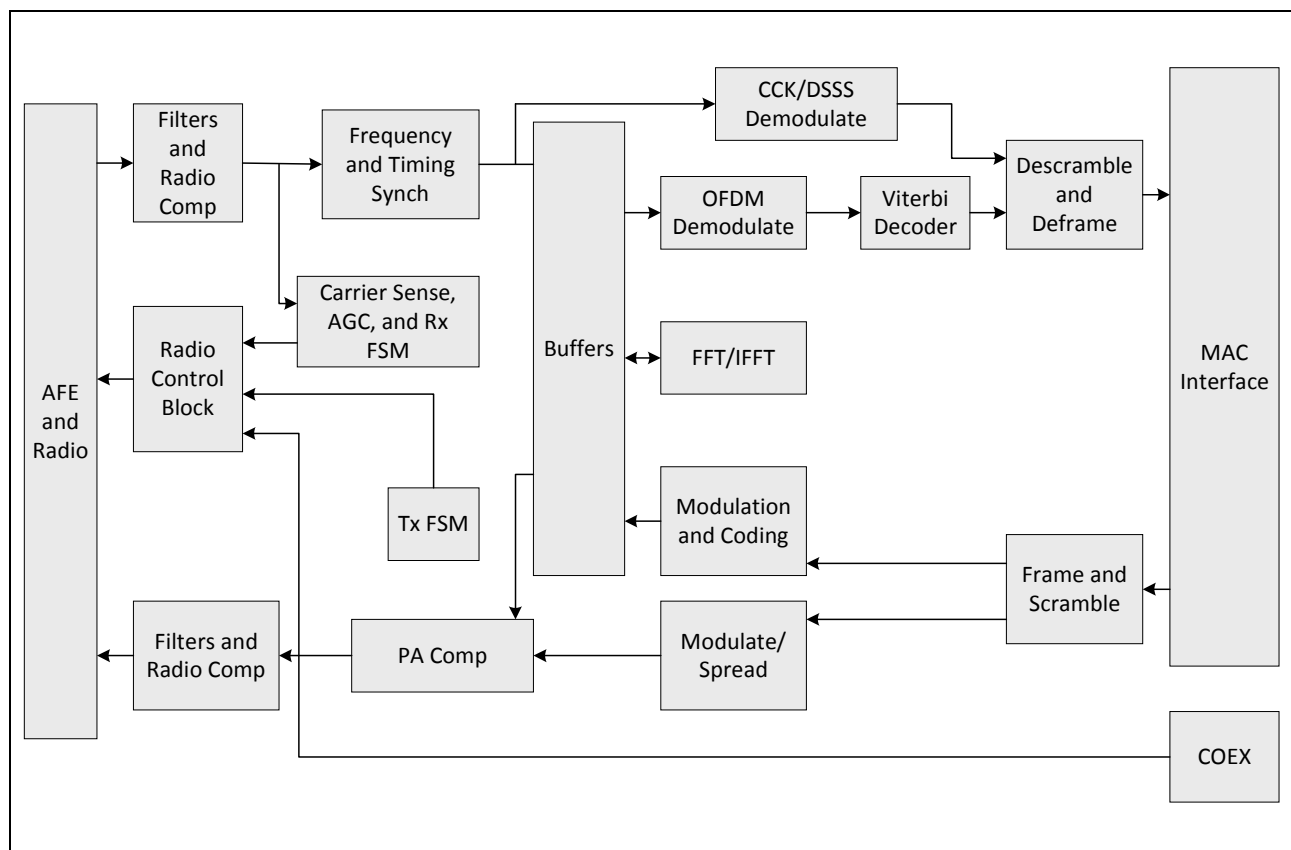 CCK/DSSS
Demodulate
Filters
and
Radio
Comp
Frequency
and Timing
Synch
Descramble
and
Deframe
OFDM
Demodulate
Viterbi
Decoder
Carrier Sense,
AGC, and Rx
FSM
Radio
Control
Block
Buffers
FFT/IFFT
MAC
Interface
AFE
and
Radio
Tx FSM
Modulation
and Coding
Frame and
Scramble
Filters and
Radio Comp
PA Comp
Modulate/
Spread
COEX